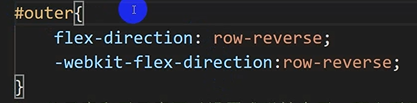 #outer{
flex-direction: row-reverse;
-webkit-flex-direction:row-reverse;
}